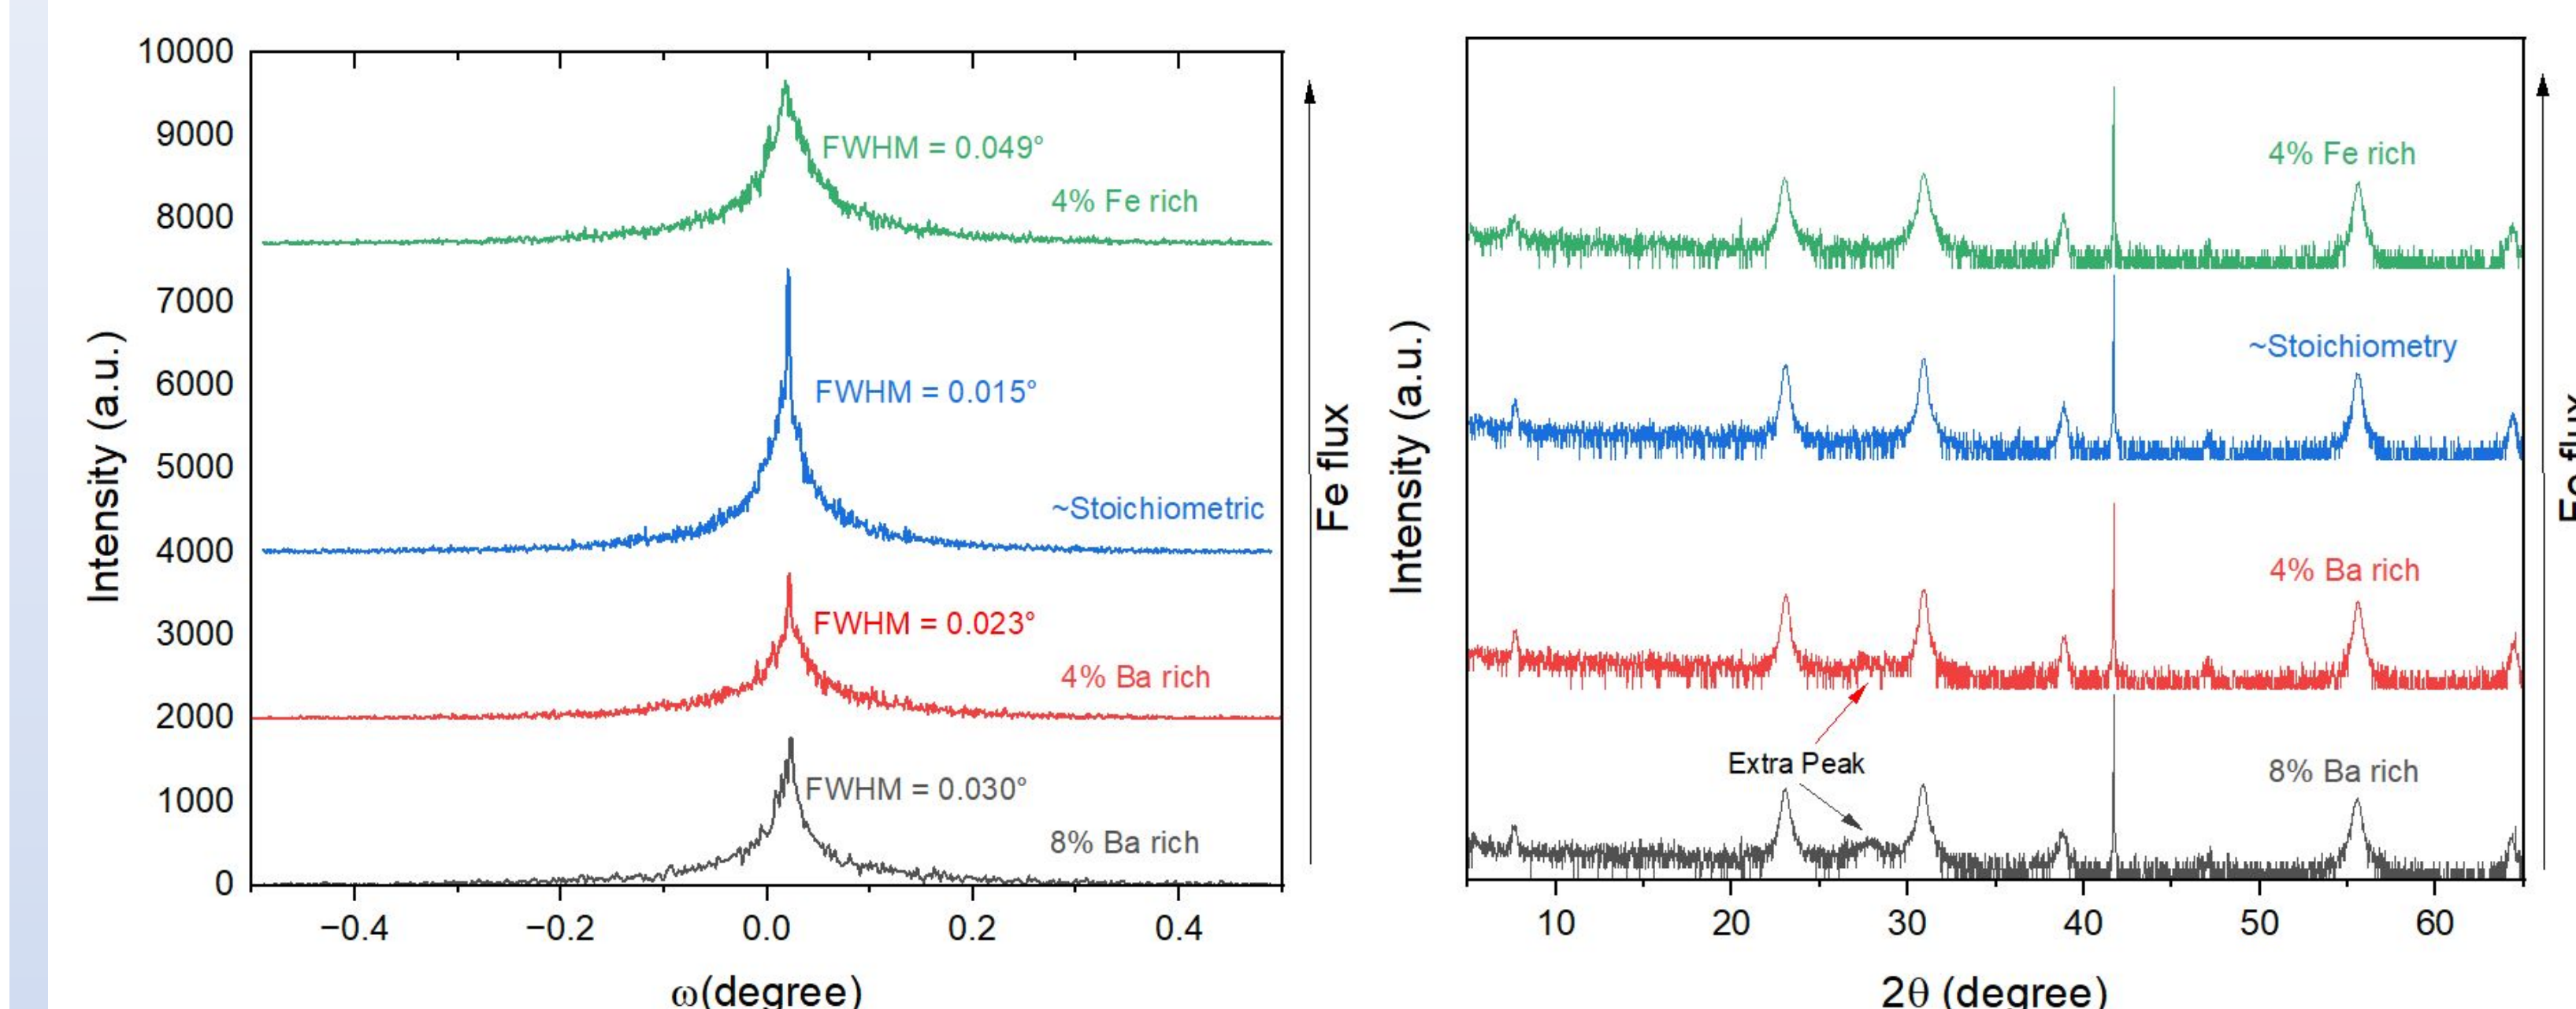 10000
9000
8000
7000
6000
5000
4000
3000
2000
1000
0
Intensity (a.u.)
FWHM = 0.049°
4% Fe rich
FWHM = 0.015°
~Stoichiometric
FWHM = 0.023°
4% Ba rich
FWHM = 0.030°
8% Ba rich
−0.4
−0.2
0.0
0.2
0.4
ω(degree)
Fe flux
Intensity (a.u.)
4% Fe rich
~Stoichiometry
4% Ba rich
Extra Peak
8% Ba rich
10
20
30
40
50
60
2θ (degree)